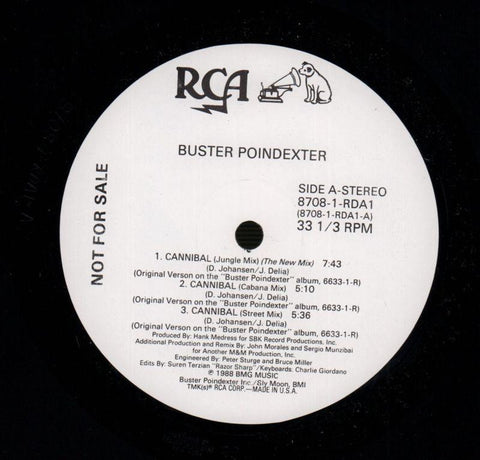 RCA
BUSTER POINDEXTER
NOT FOR SALE
SIDE A-STEREO
8708-1-RDA1
(8708-1-RDA1-A)
33 1/3 RPM
1. CANNIBAL (Jungle Mix) (The New Mix) 7:43
(D. Johansen/J. Delia)
(Original Verson on the "Buster Poindexter" album, 6633-1-R)
2. CANNIBAL (Cabana Mix) 5:10
(D. Johansen/J. Delia)
(Original Verson on the "Buster Poindexter" album, 6633-1-R)
3. CANNIBAL (Street Mix) 5:36
(D. Johansen/J. Delia)
(Original Verson on the "Buster Poindexter" album, 6633-1-R)
Produced By: Hank Medress for SBK Record Productions, Inc.
Additional Production and Remix By: John Morales and Sergio Munzibai
for Another M&M Production, Inc.
Engineered By: Peter Sturge and Bruce Miller
Edits By: Suren Terzian "Razor Sharp"/Keyboards: Charlie Giordano
℗ 1988 BMG MUSIC
Buster Poindexter Inc./Sly Moon, BMI
TMK(s)® RCA CORP.—MADE IN U.S.A.